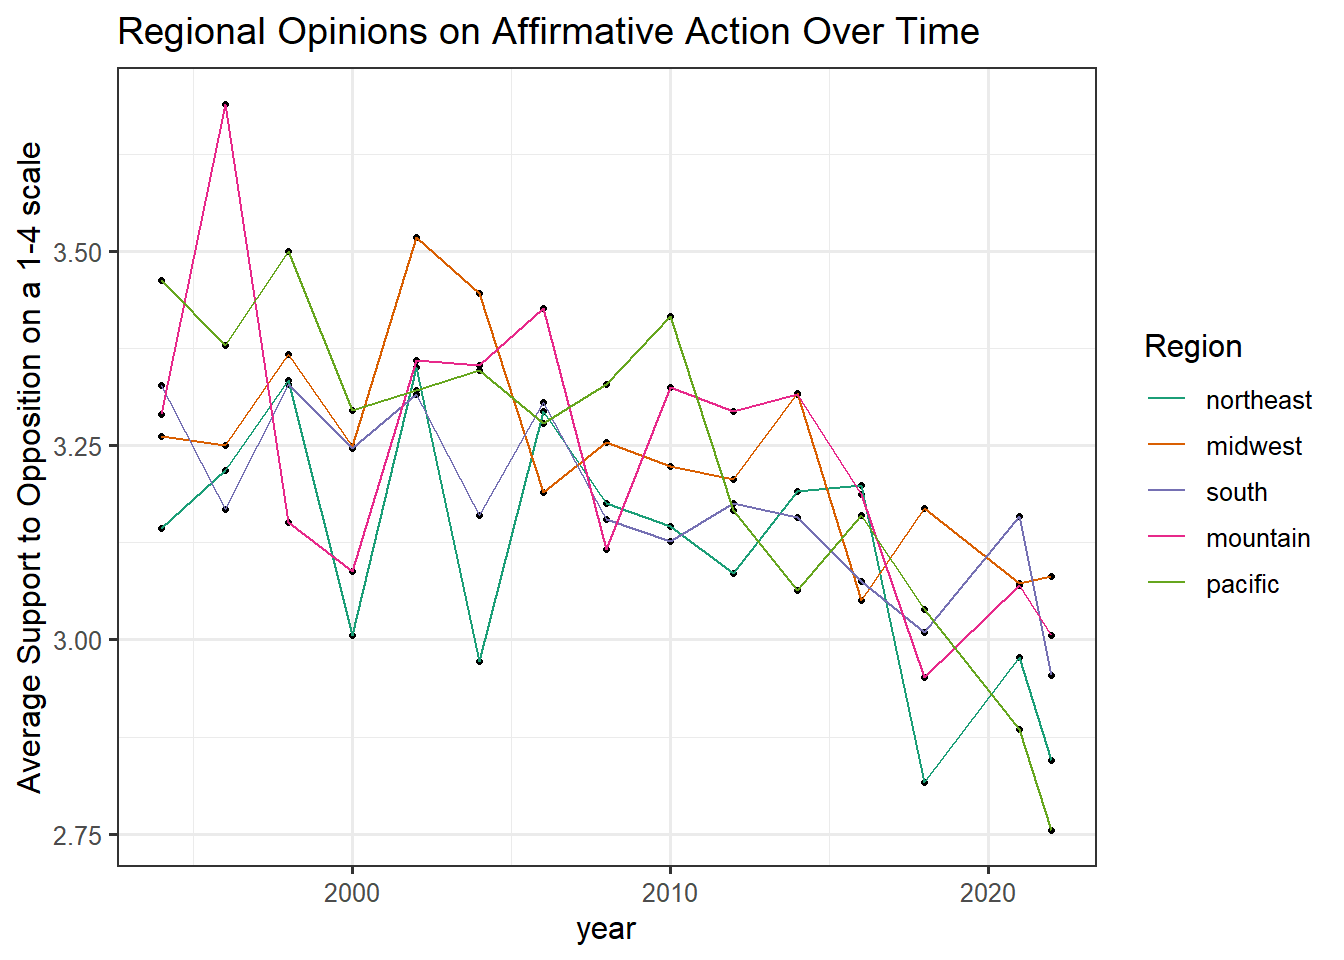 Regional Opinions on Affirmative Action Over Time
Average Support to Opposition on a 1-4 scale
3.50
3.25
3.00
2.75
2000
2010
2020
year
Region
northeast
midwest
south
mountain
pacific